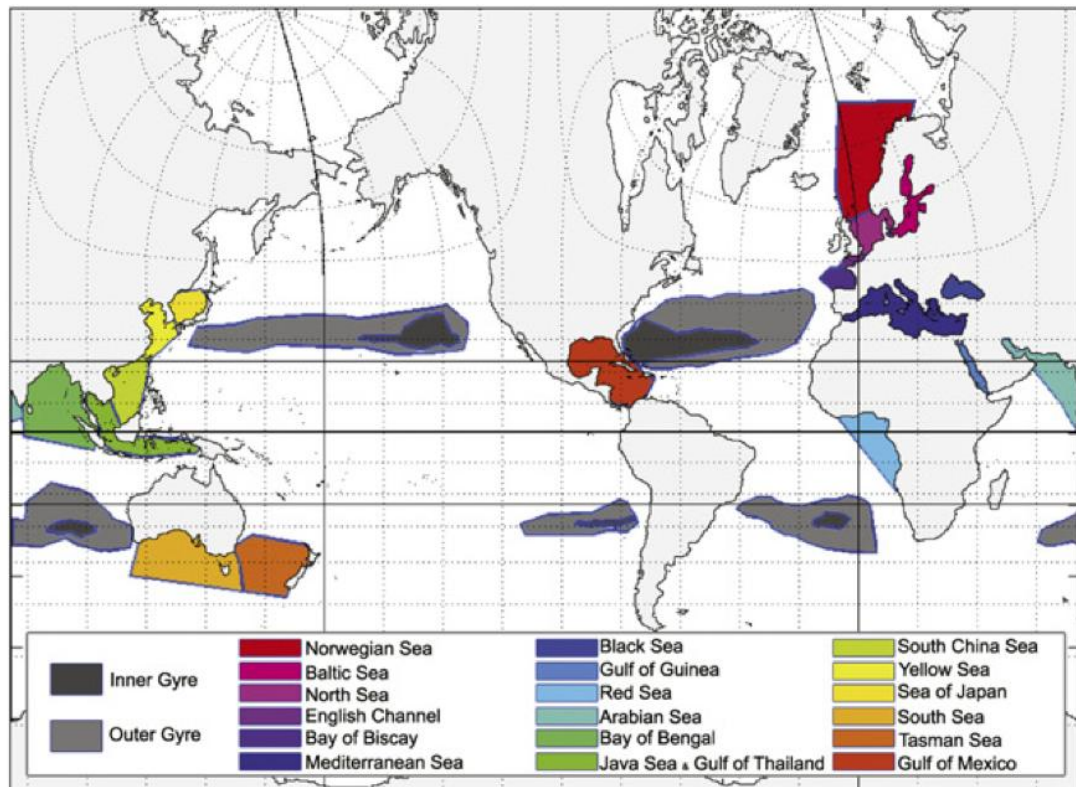 Inner Gyre
Outer Gyre
Norwegian Sea
Baltic Sea
North Sea
English Channel
Bay of Biscay
Mediterranean Sea
Black Sea
Gulf of Guinea
Red Sea
Arabian Sea
Bay of Bengal
Java Sea & Gulf of Thailand
South China Sea
Yellow Sea
Sea of Japan
South Sea
Tasman Sea
Gulf of Mexico